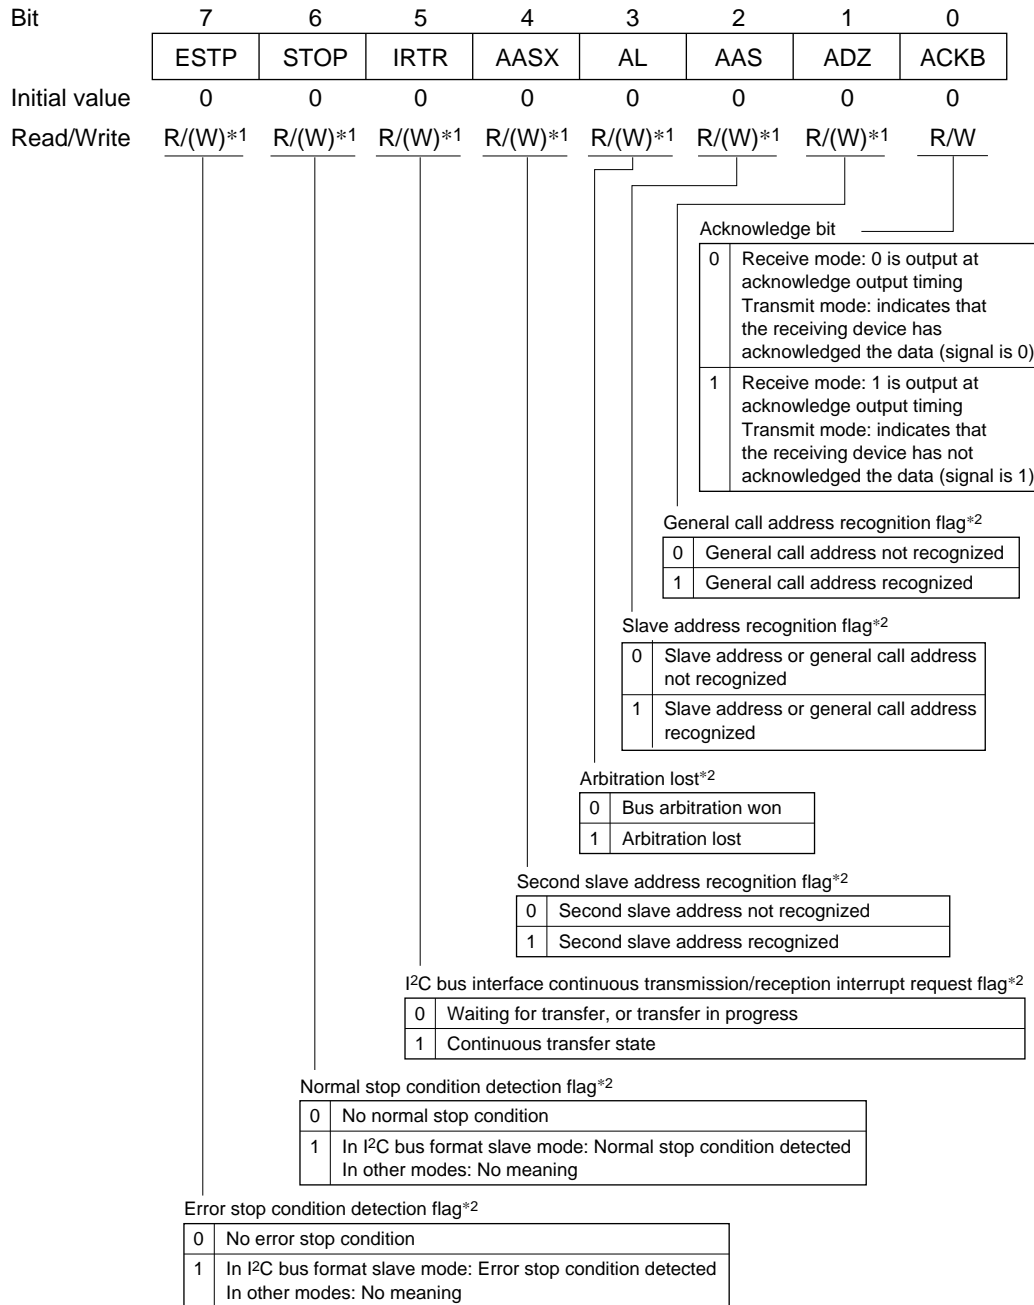 Bit 7 6 5 4 3 2 1 0
ESTP STOP IRTR AASX AL AAS ADZ ACKB
Initial value 0 0 0 0 0 0 0 0
Read/Write R/(W)*1 R/(W)*1 R/(W)*1 R/(W)*1 R/(W)*1 R/(W)*1 R/(W)*1 R/W
Acknowledge bit
0 Receive mode: 0 is output at
acknowledge output timing
Transmit mode: indicates that
the receiving device has
acknowledged the data (signal is 0)
1 Receive mode: 1 is output at
acknowledge output timing
Transmit mode: indicates that
the receiving device has not
acknowledged the data (signal is 1)
General call address recognition flag*2
0 General call address not recognized
1 General call address recognized
Slave address recognition flag*2
0 Slave address or general call address
not recognized
1 Slave address or general call address
recognized
Arbitration lost*2
0 Bus arbitration won
1 Arbitration lost
Second slave address recognition flag*2
0 Second slave address not recognized
1 Second slave address recognized
I2C bus interface continuous transmission/reception interrupt request flag*2
0 Waiting for transfer, or transfer in progress
1 Continuous transfer state
Normal stop condition detection flag*2
0 No normal stop condition
1 In I2C bus format slave mode: Normal stop condition detected
In other modes: No meaning
Error stop condition detection flag*2
0 No error stop condition
1 In I2C bus format slave mode: Error stop condition detected
In other modes: No meaning